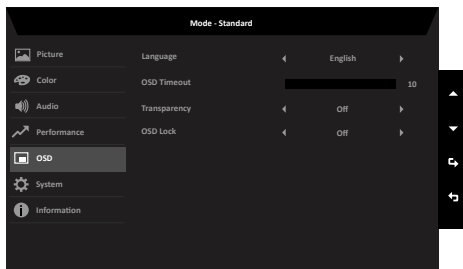 Mode - Standard
Picture
Color
Audio
Performance
OSD
System
Information
Language English
OSD Timeout 10
Transparency Off
OSD Lock Off